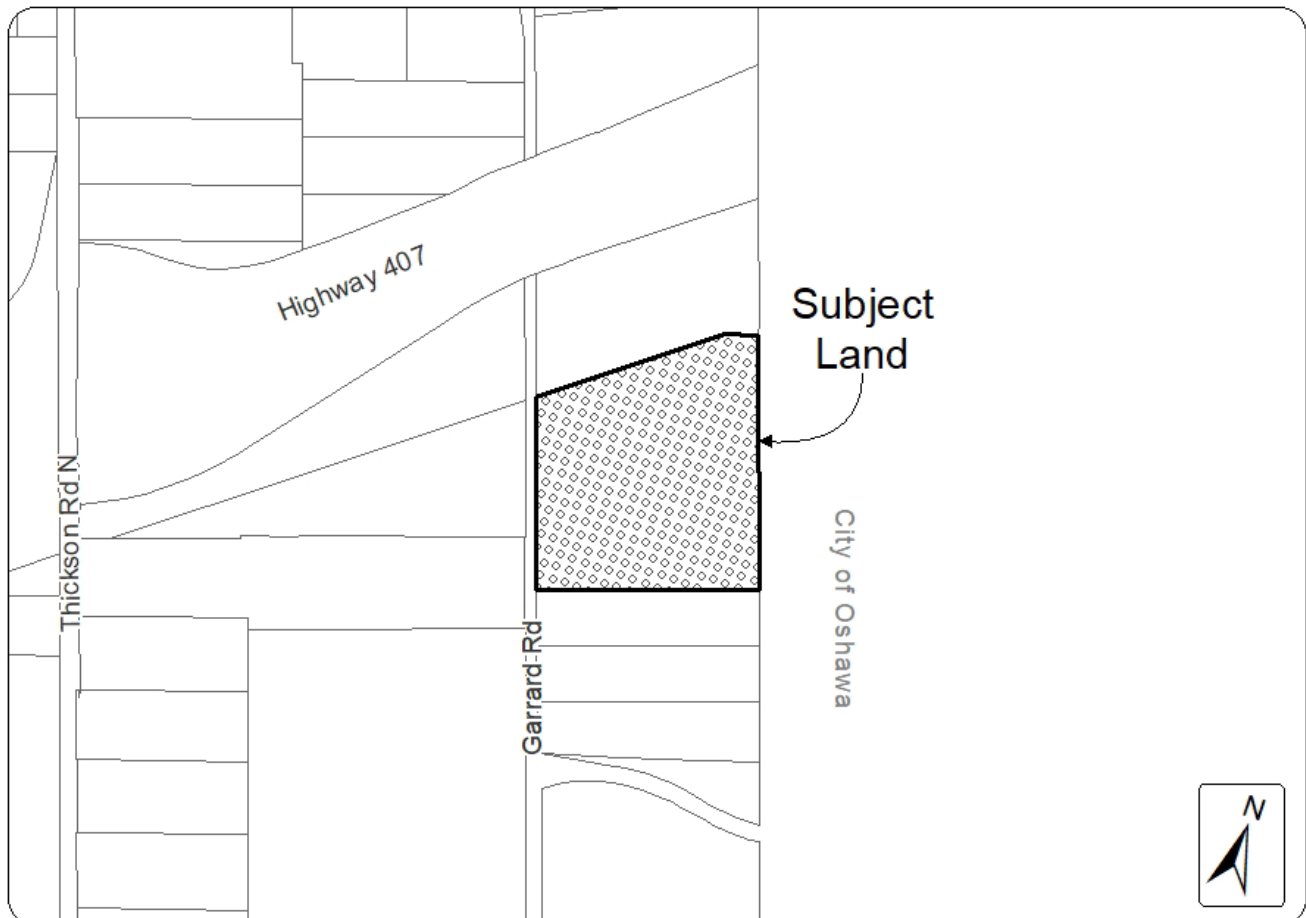 Highway 407
Subject
Land
Thickson Rd N
Garrard Rd
City of Oshawa
N